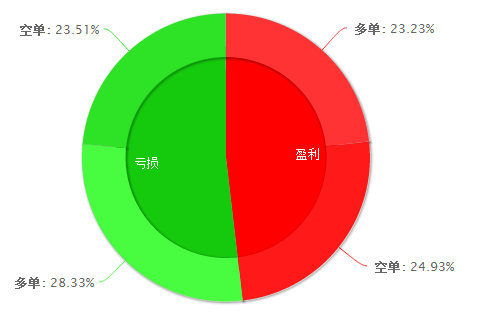 空单: 23.51%
多单: 23.23%
盈利
亏损
空单: 24.93%
多单: 28.33%